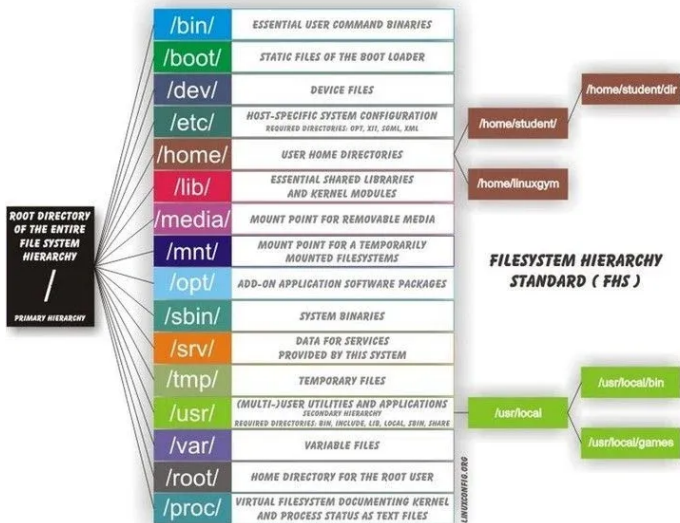 ROOT DIRECTORY
OF THE ENTIRE
FILE SYSTEM
HIERARCHY
/
PRIMARY HIERARCHY
/bin/
ESSENTIAL USER COMMAND BINARIES
/boot/
STATIC FILES OF THE BOOT LOADER
/dev/
DEVICE FILES
/etc/
HOST-SPECIFIC SYSTEM CONFIGURATION
REQUIRED DIRECTORIES: OPT, X11, SGML, XML
/home/
USER HOME DIRECTORIES
/lib/
ESSENTIAL SHARED LIBRARIES
AND KERNEL MODULES
/media/
MOUNT POINT FOR REMOVABLE MEDIA
/mnt/
MOUNT POINT FOR A TEMPORARILY
MOUNTED FILESYSTEMS
/opt/
ADD-ON APPLICATION SOFTWARE PACKAGES
/sbin/
SYSTEM BINARIES
/srv/
DATA FOR SERVICES
PROVIDED BY THIS SYSTEM
/tmp/
TEMPORARY FILES
/usr/
(MULTI-)USER UTILITIES AND APPLICATIONS
SECONDARY HIERARCHY
REQUIRED DIRECTORIES: BIN, INCLUDE, LIB, LOCAL, SBIN, SHARE
/var/
VARIABLE FILES
/root/
HOME DIRECTORY FOR THE ROOT USER
/proc/
VIRTUAL FILESYSTEM DOCUMENTING KERNEL
AND PROCESS STATUS AS TEXT FILES
/home/student/
/home/student/dir
/home/linuxgym
FILESYSTEM HIERARCHY
STANDARD ( FHS )
/usr/local
/usr/local/bin
/usr/local/games
LINUXCONFIG.ORG